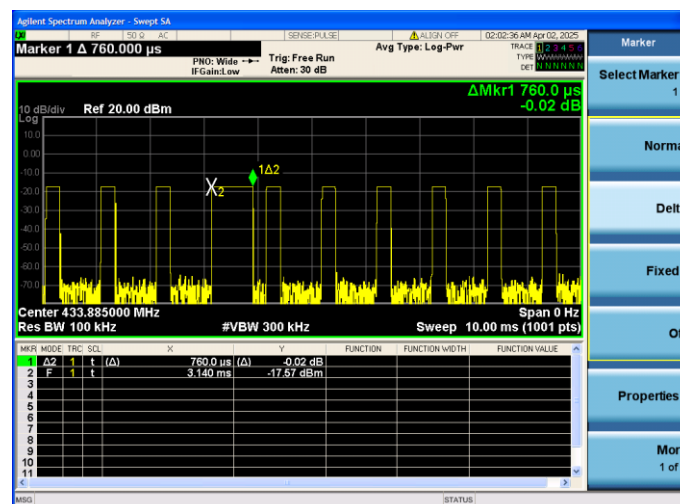 Agilent Spectrum Analyzer - Swept SA
RF 50 Ω AC SENSE:PULSE ALIGN OFF 02:02:36 AM Apr 02, 2025
Marker 1 Δ 760.000 µs
PNO: Wide Trig: Free Run Avg Type: Log-Pwr TRACE 1 2 3 4 5 6
IFGain:Low Atten: 30 dB TYPE WWWWWW
DET N N N N N N
ΔMkr1 760.0 µs
-0.02 dB
10 dB/div Ref 20.00 dBm
Log
10.0
0.00
-10.0
-20.0
-30.0
-40.0
-50.0
-60.0
-70.0
1Δ2
X2
Center 433.885000 MHz Span 0 Hz
Res BW 100 kHz #VBW 300 kHz Sweep 10.00 ms (1001 pts)
MKR MODE TRC SCL X Y FUNCTION FUNCTION WIDTH FUNCTION VALUE
1 Δ2 1 t (Δ) 760.0 µs (Δ) -0.02 dB
2 F 1 t 3.140 ms -17.57 dBm
3
4
5
6
7
8
9
10
11
MSG STATUS
Marker
Select Marker
1
Norma
Delt
Fixed
Of
Properties
Mor
1 of